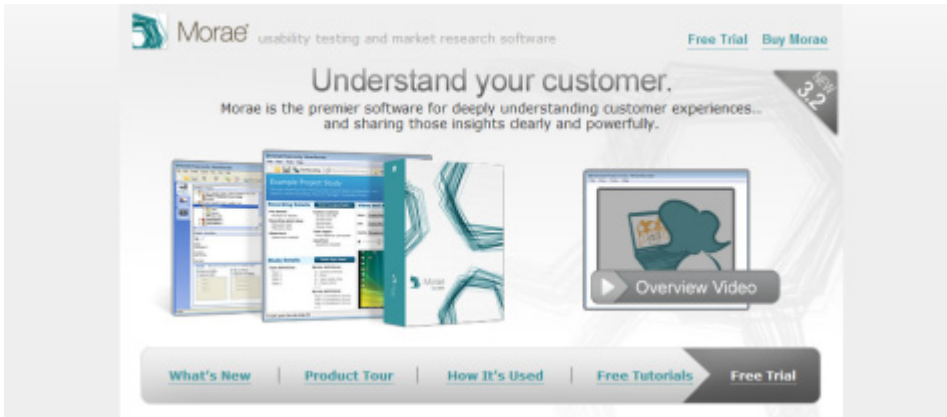 Morae® usability testing and market research software
Free Trial Buy Morae
Understand your customer.
NEW
3.2
Morae is the premier software for deeply understanding customer experiences...
and sharing those insights clearly and powerfully.
Example Project Study
Morae
Overview Video
What's New | Product Tour | How It's Used | Free Tutorials Free Trial